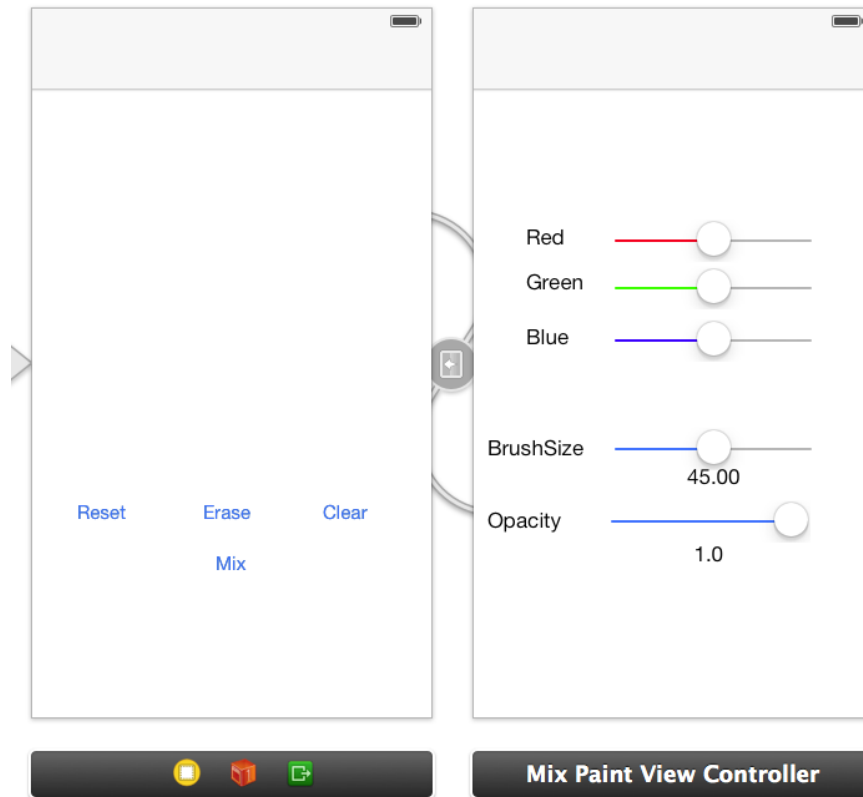 Reset Erase Clear
Mix
Red
Green
Blue
BrushSize
45.00
Opacity
1.0
Mix Paint View Controller